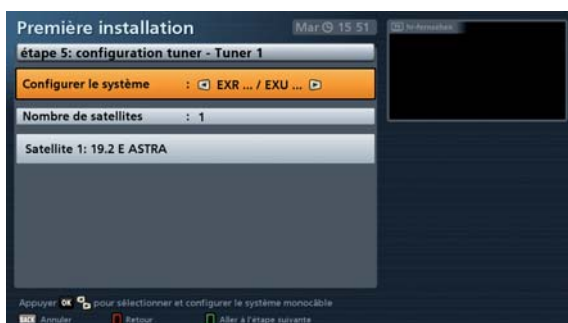 Première installation
Mar 15 51
étape 5: configuration tuner - Tuner 1
Configurer le système : EXR ... / EXU ...
Nombre de satellites : 1
Satellite 1: 19.2 E ASTRA
Appuyer OK pour sélectionner et configurer le système monocâble
BACK Annuler Retour Aller à l'étape suivante